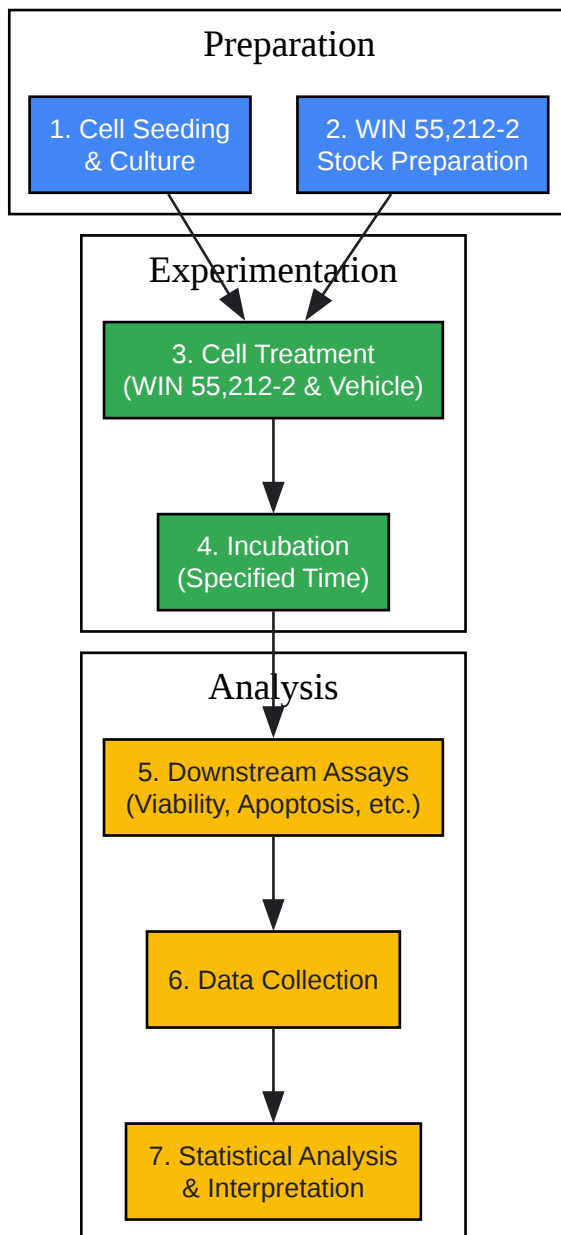 Preparation
1. Cell Seeding
& Culture
2. WIN 55,212-2
Stock Preparation
Experimentation
3. Cell Treatment
(WIN 55,212-2 & Vehicle)
4. Incubation
(Specified Time)
Analysis
5. Downstream Assays
(Viability, Apoptosis, etc.)
6. Data Collection
7. Statistical Analysis
& Interpretation